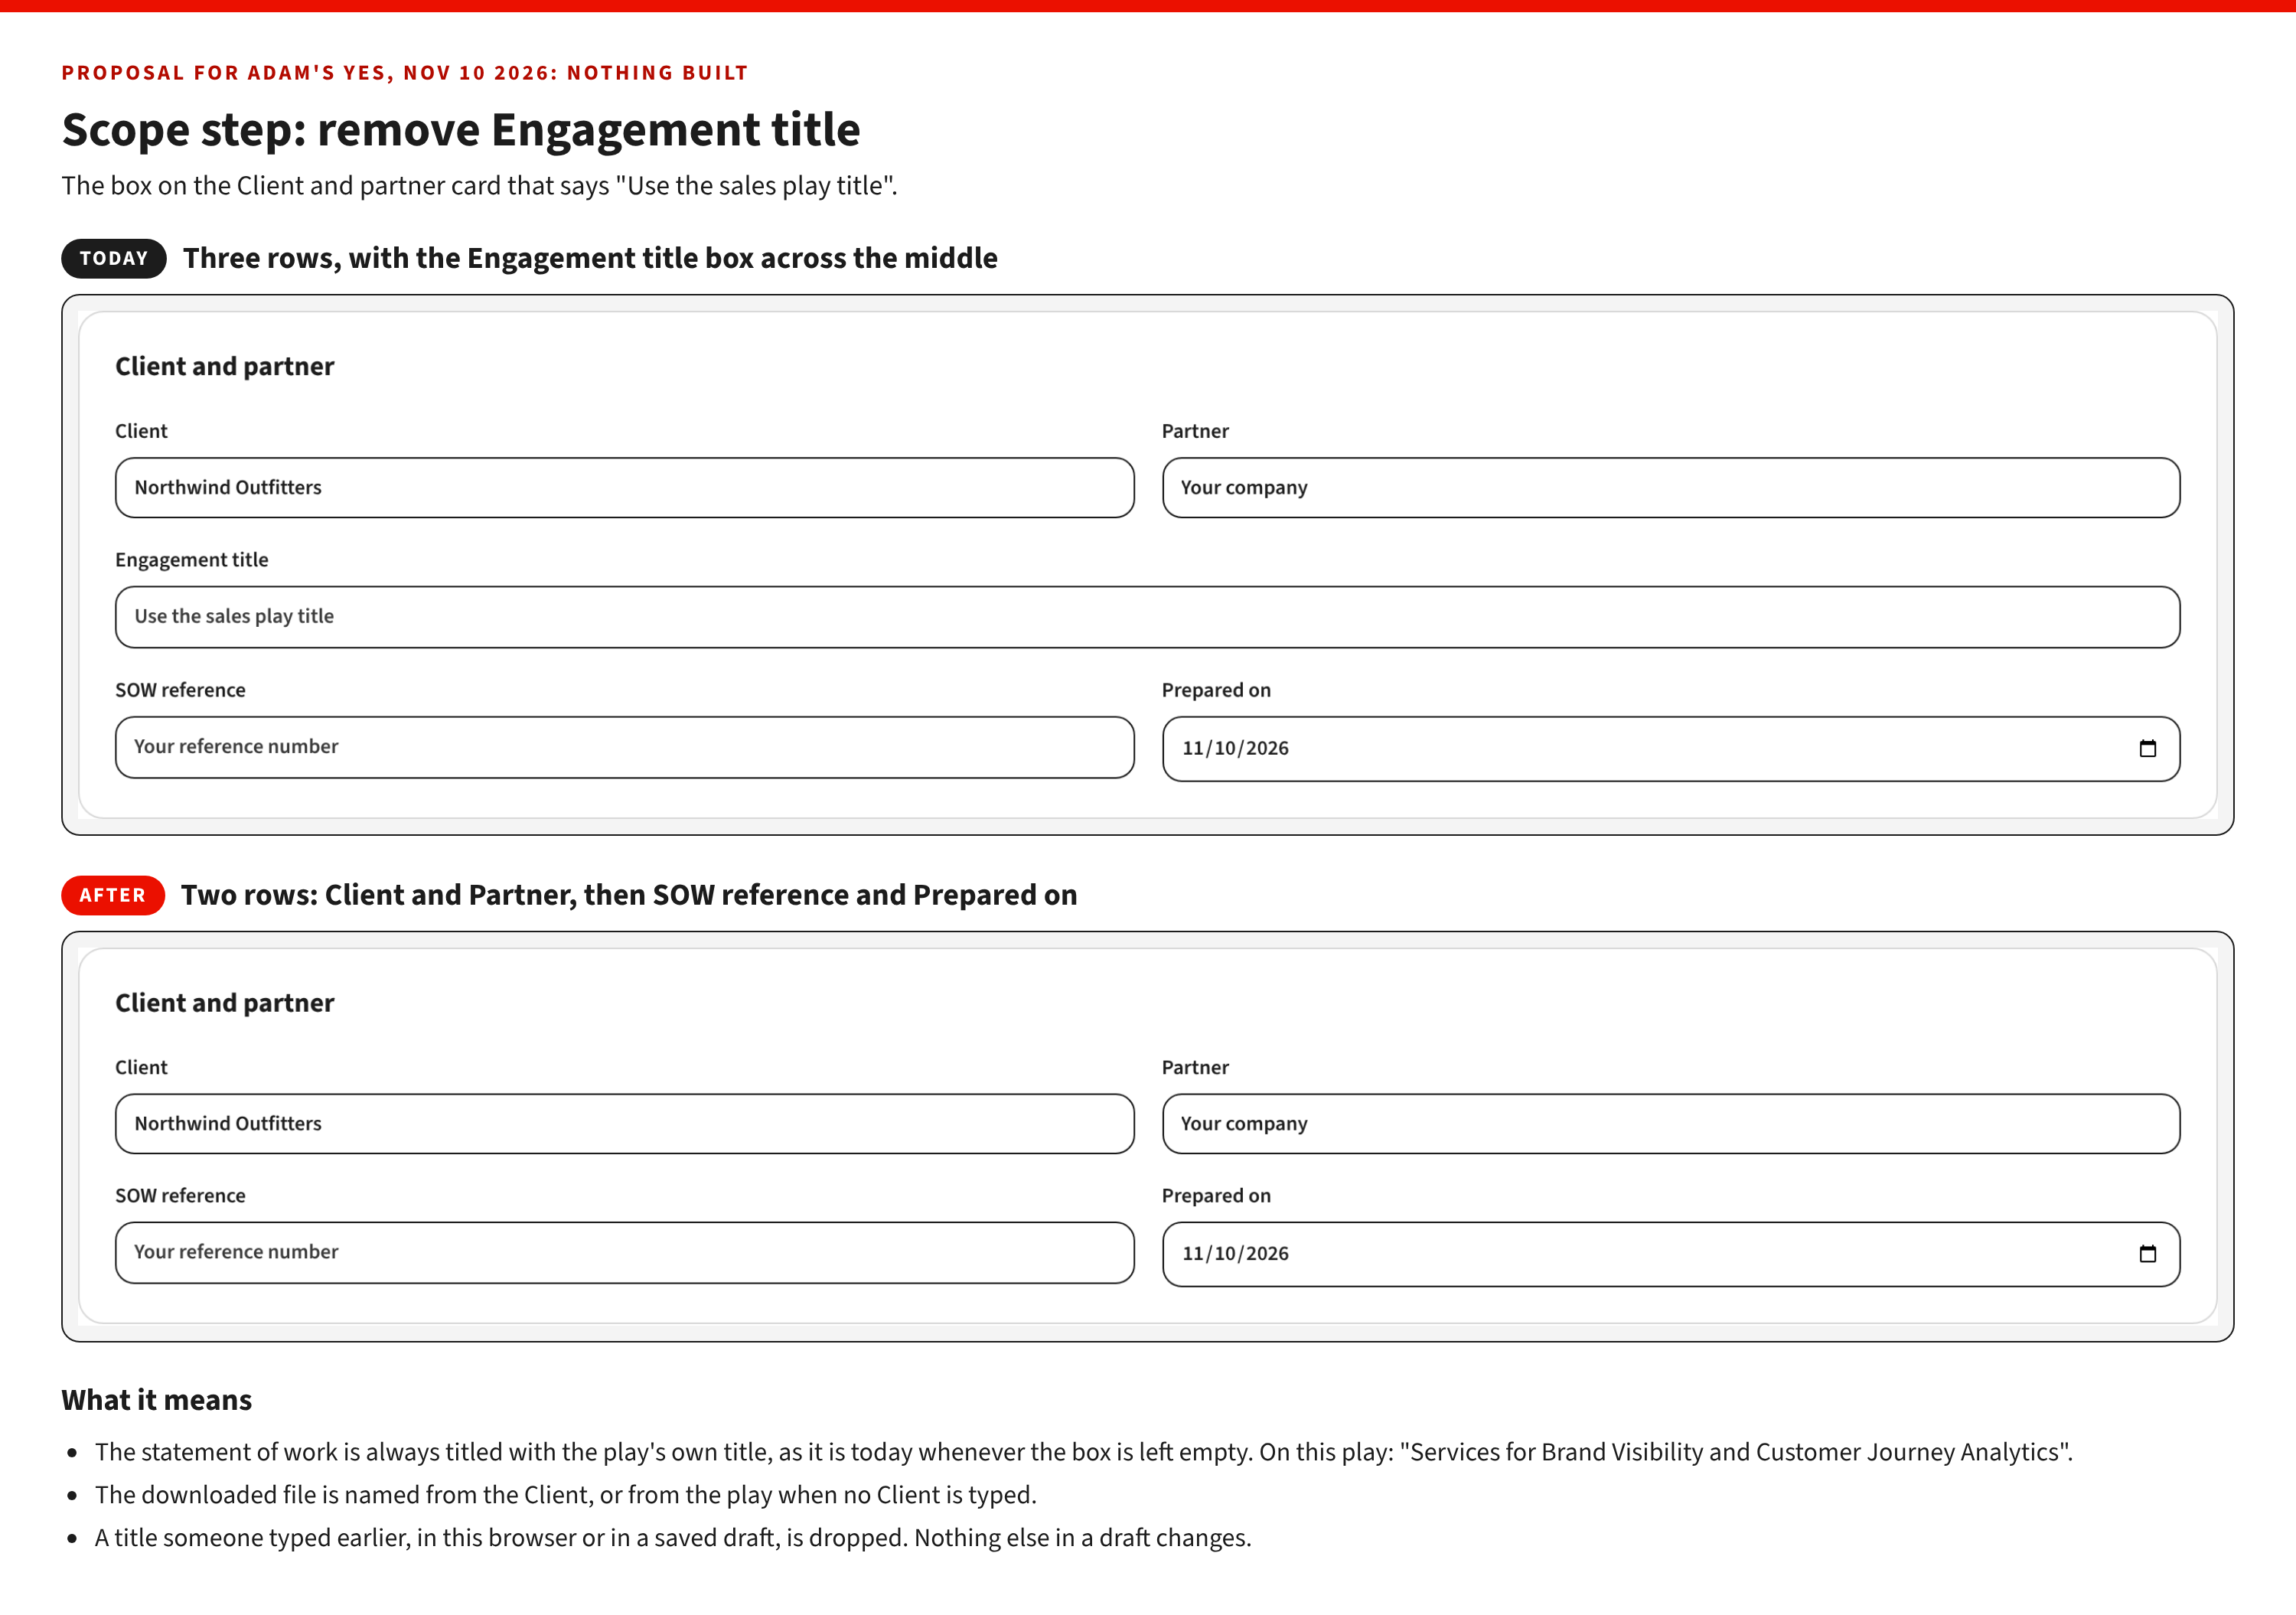 PROPOSAL FOR ADAM'S YES, NOV 10 2026: NOTHING BUILT
Scope step: remove Engagement title
The box on the Client and partner card that says "Use the sales play title".
TODAY Three rows, with the Engagement title box across the middle
Client and partner
Client Partner
Northwind Outfitters Your company
Engagement title
Use the sales play title
SOW reference Prepared on
Your reference number 11/10/2026
AFTER Two rows: Client and Partner, then SOW reference and Prepared on
Client and partner
Client Partner
Northwind Outfitters Your company
SOW reference Prepared on
Your reference number 11/10/2026
What it means
• The statement of work is always titled with the play's own title, as it is today whenever the box is left empty. On this play: "Services for Brand Visibility and Customer Journey Analytics".
• The downloaded file is named from the Client, or from the play when no Client is typed.
• A title someone typed earlier, in this browser or in a saved draft, is dropped. Nothing else in a draft changes.